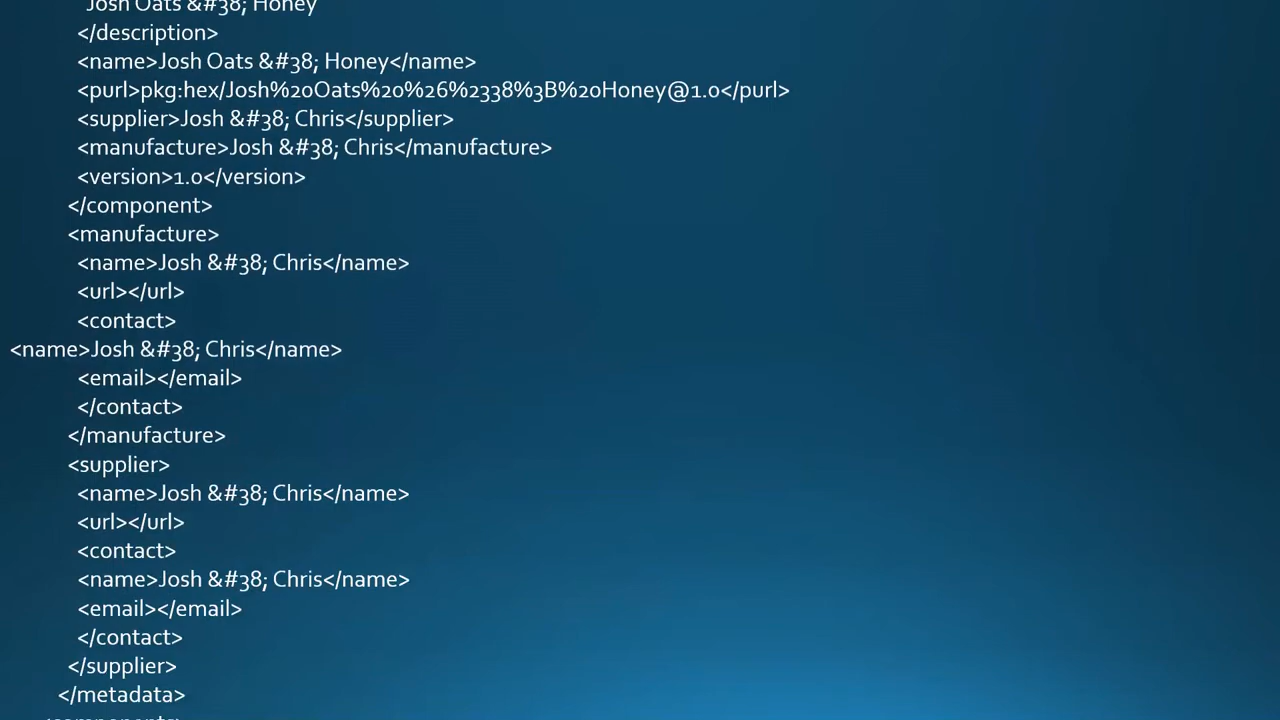 Josh Oats &#38; Honey
</description>
<name>Josh Oats &#38; Honey</name>
<purl>pkg:hex/Josh%20Oats%20%26%2338%3B%20Honey@1.0</purl>
<supplier>Josh &#38; Chris</supplier>
<manufacture>Josh &#38; Chris</manufacture>
<version>1.0</version>
</component>
<manufacture>
<name>Josh &#38; Chris</name>
<url></url>
<contact>
<name>Josh &#38; Chris</name>
<email></email>
</contact>
</manufacture>
<supplier>
<name>Josh &#38; Chris</name>
<url></url>
<contact>
<name>Josh &#38; Chris</name>
<email></email>
</contact>
</supplier>
</metadata>
<components>